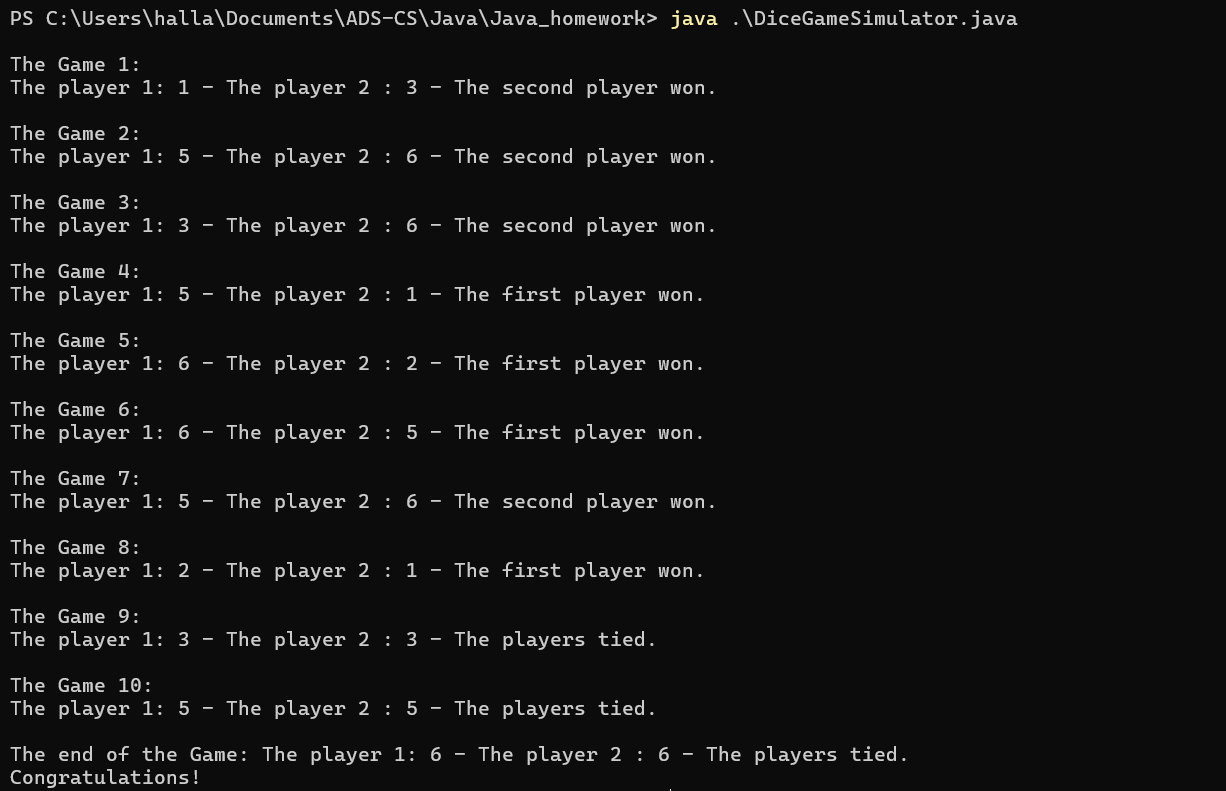 PS C:\Users\halla\Documents\ADS-CS\Java\Java_homework> java .\DiceGameSimulator.java
The Game 1:
The player 1: 1 - The player 2 : 3 - The second player won.
The Game 2:
The player 1: 5 - The player 2 : 6 - The second player won.
The Game 3:
The player 1: 3 - The player 2 : 6 - The second player won.
The Game 4:
The player 1: 5 - The player 2 : 1 - The first player won.
The Game 5:
The player 1: 6 - The player 2 : 2 - The first player won.
The Game 6:
The player 1: 6 - The player 2 : 5 - The first player won.
The Game 7:
The player 1: 5 - The player 2 : 6 - The second player won.
The Game 8:
The player 1: 2 - The player 2 : 1 - The first player won.
The Game 9:
The player 1: 3 - The player 2 : 3 - The players tied.
The Game 10:
The player 1: 5 - The player 2 : 5 - The players tied.
The end of the Game: The player 1: 6 - The player 2 : 6 - The players tied.
Congratulations!